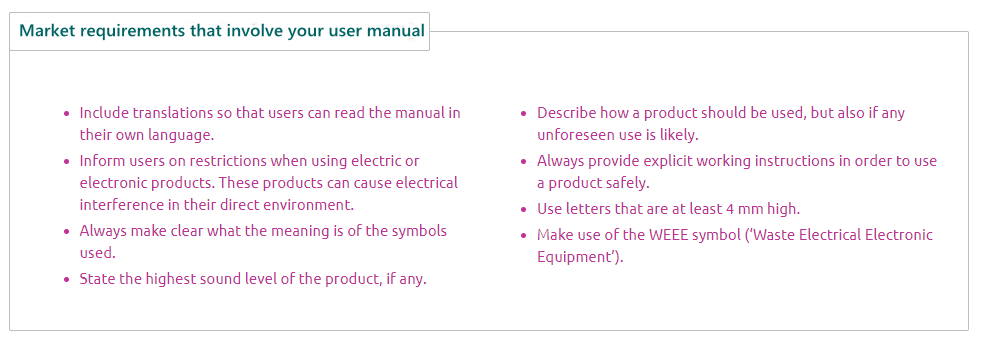 Market requirements that involve your user manual
• Include translations so that users can read the manual in
their own language.
• Inform users on restrictions when using electric or
electronic products. These products can cause electrical
interference in their direct environment.
• Always make clear what the meaning is of the symbols
used.
• State the highest sound level of the product, if any.
• Describe how a product should be used, but also if any
unforeseen use is likely.
• Always provide explicit working instructions in order to use
a product safely.
• Use letters that are at least 4 mm high.
• Make use of the WEEE symbol (‘Waste Electrical Electronic
Equipment’).